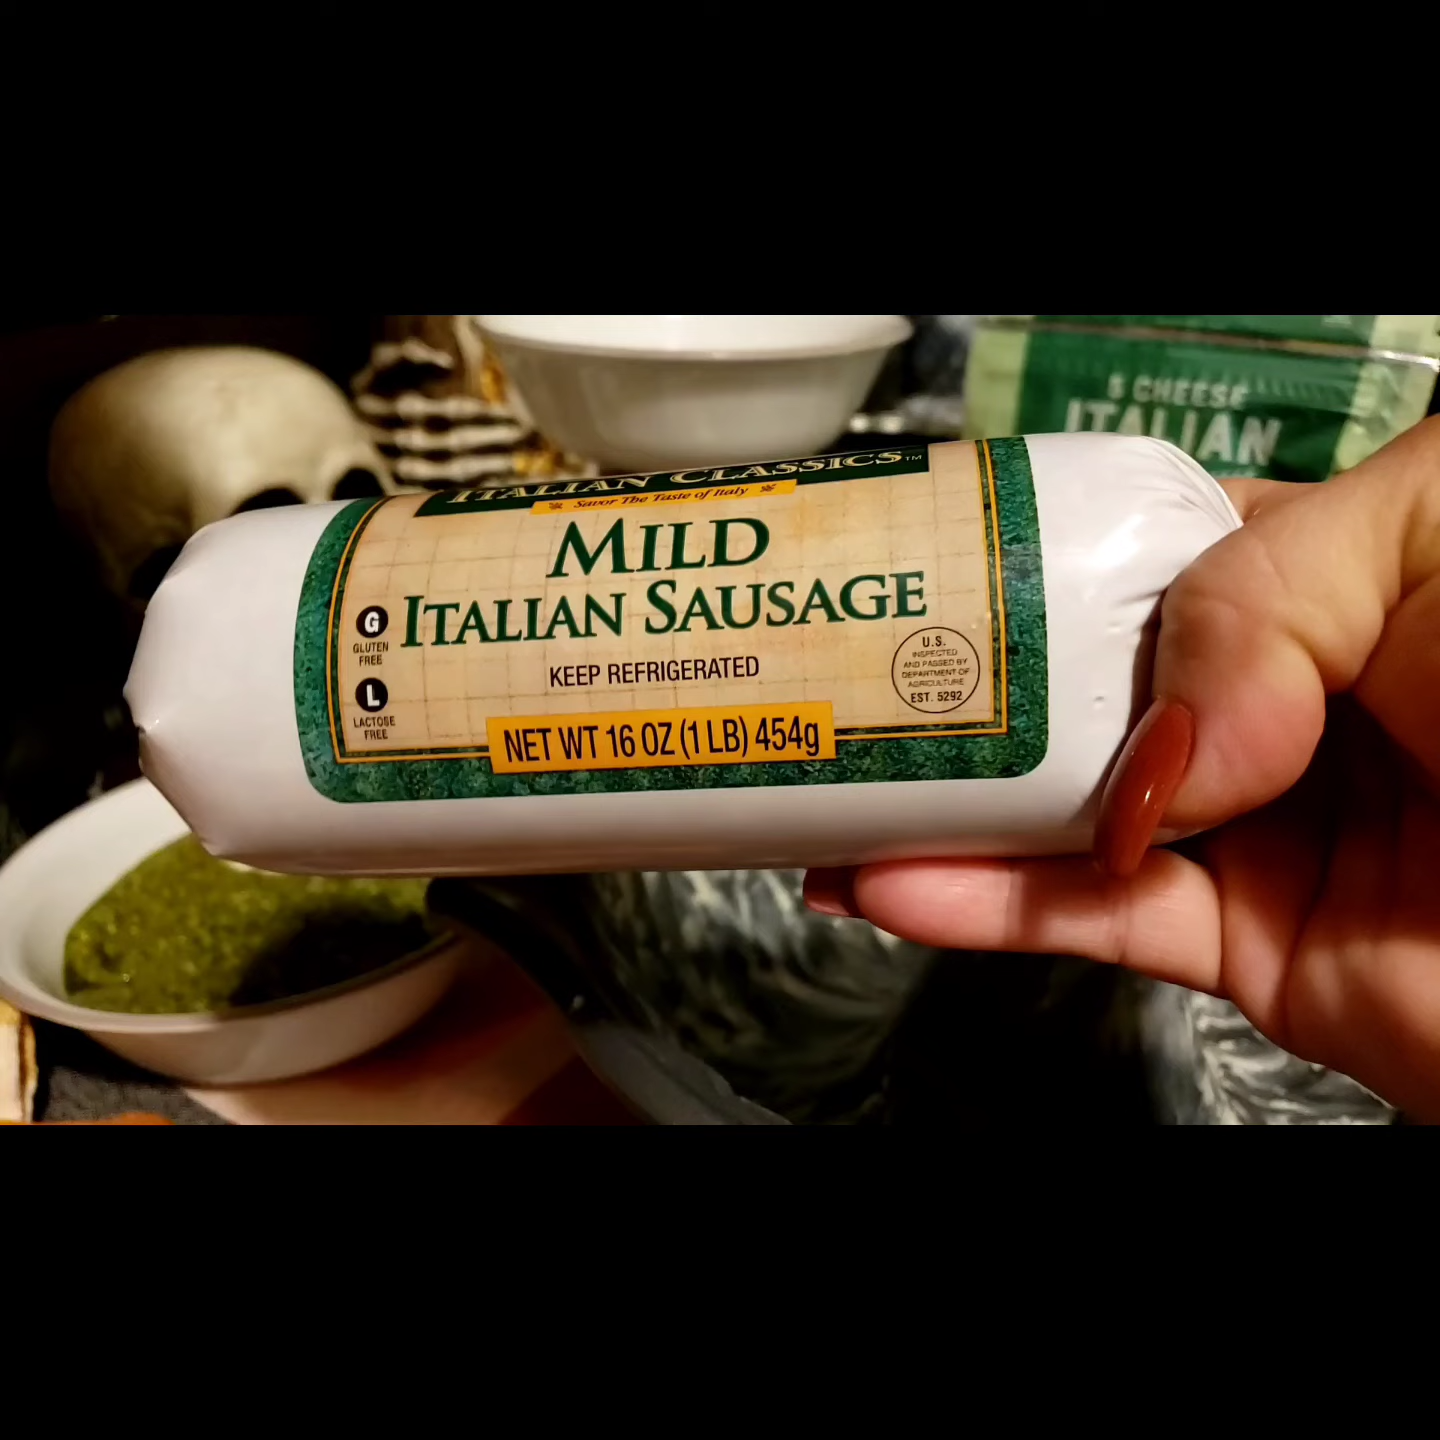 5 CHEESE
ITALIAN
ITALIAN CLASSICS™
Savor The Taste of Italy
MILD
ITALIAN SAUSAGE
G
GLUTEN
FREE
KEEP REFRIGERATED
L
LACTOSE
FREE
U.S.
INSPECTED
AND PASSED BY
DEPARTMENT OF
AGRICULTURE
EST. 5292
NET WT 16 OZ (1 LB) 454g